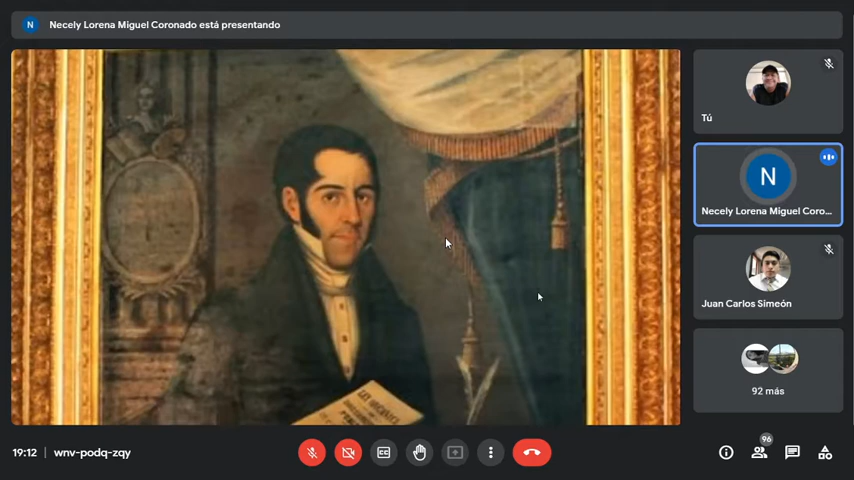 N
Necely Lorena Miguel Coronado está presentando
Tú
N
Necely Lorena Miguel Coro...
Juan Carlos Simeón
92 más
19:12
wnv-podq-zqy
96